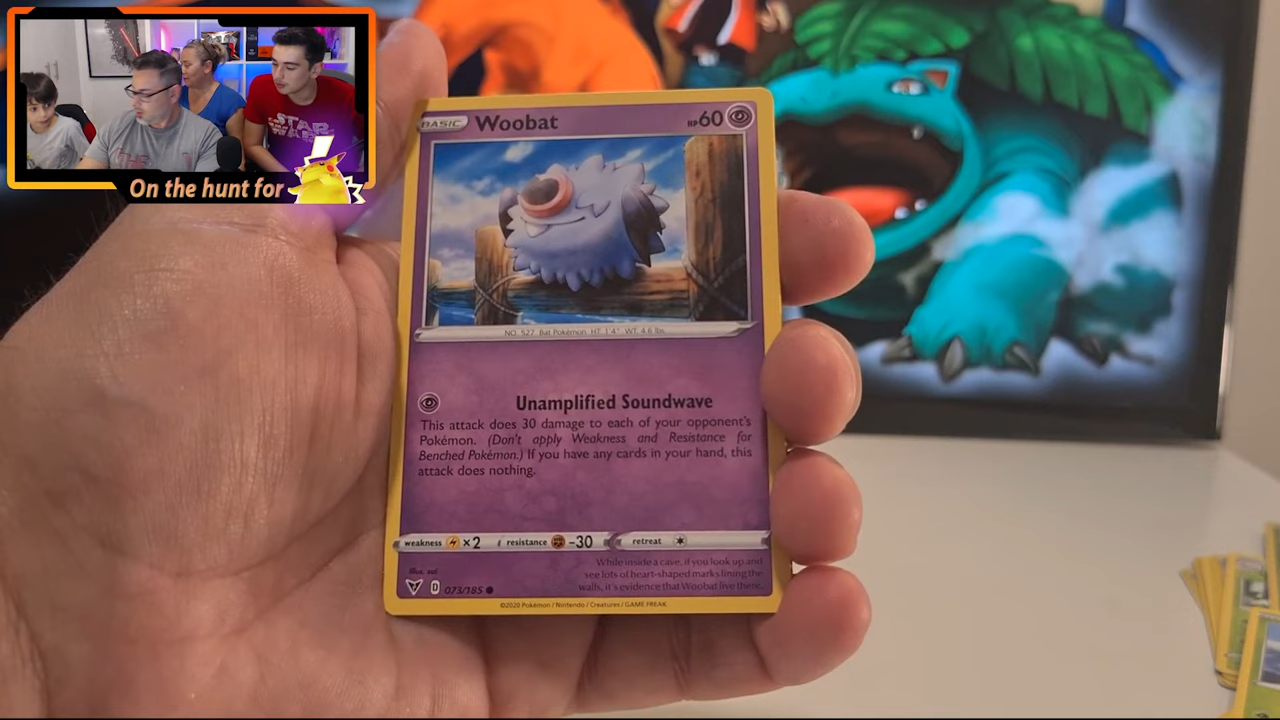 STAR
WARS
On the hunt for
BASIC Woobat HP60
NO. 527 Bat Pokémon HT: 1'4" WT: 4.6 lbs.
Unamplified Soundwave
This attack does 30 damage to each of your opponent's
Pokémon. (Don't apply Weakness and Resistance for
Benched Pokémon.) If you have any cards in your hand, this
attack does nothing.
weakness ×2 resistance -30 retreat
Illus. sui
While inside a cave, if you look up and
see lots of heart-shaped marks lining the
walls, it's evidence that Woobat live there.
D 073/185
©2020 Pokémon / Nintendo / Creatures / GAME FREAK